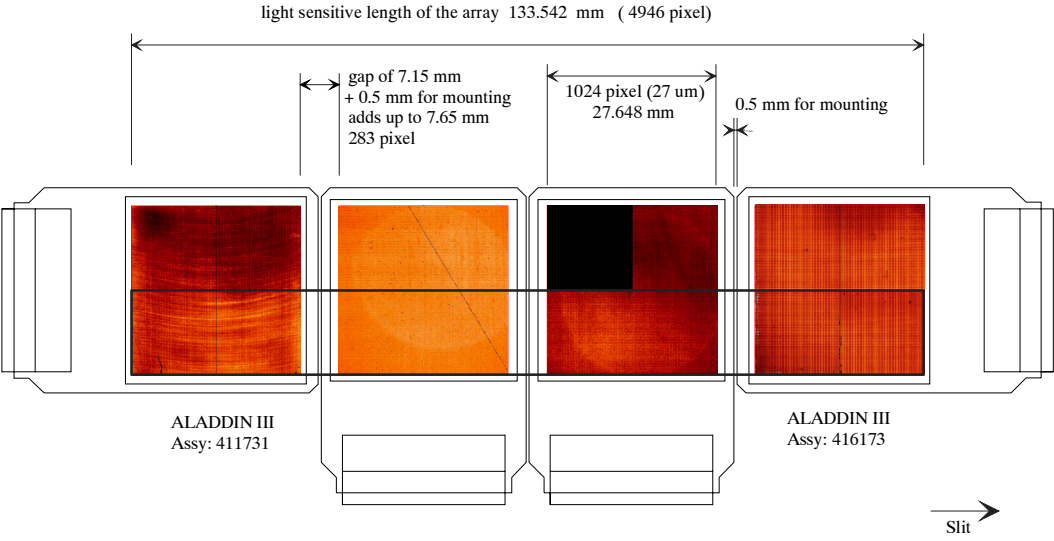 light sensitive length of the array 133.542 mm ( 4946 pixel)
gap of 7.15 mm
+ 0.5 mm for mounting
adds up to 7.65 mm
283 pixel
1024 pixel (27 um)
27.648 mm
0.5 mm for mounting
ALADDIN III
Assy: 411731
ALADDIN III
Assy: 416173
Slit